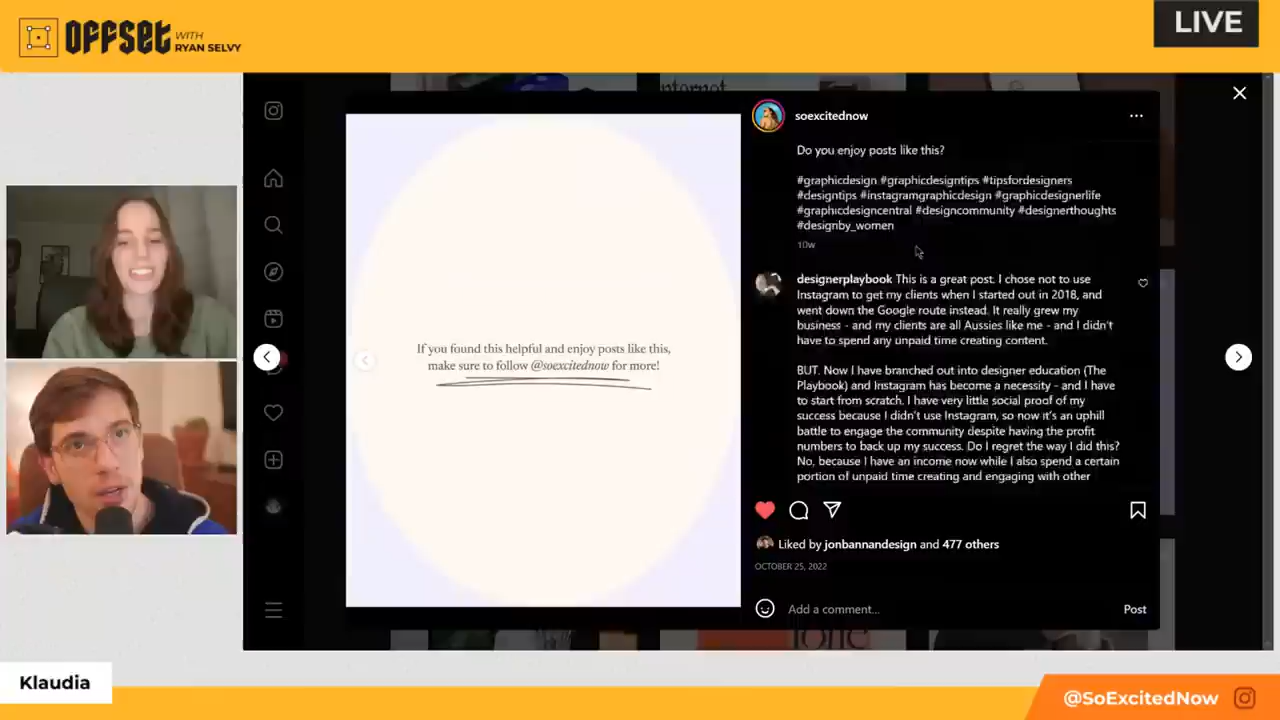 OFFSET WITH RYAN SELVY
LIVE
soexcitednow
Do you enjoy posts like this?
#graphicdesign #graphicdesigntips #tipsfordesigners
#designtips #instagramgraphicdesign #graphicdesignerlife
#graphicdesigncentral #designcommunity #designerthoughts
#designby_women
10w
designerplaybook This is a great post. I chose not to use
Instagram to get my clients when I started out in 2018, and
went down the Google route instead. It really grew my
business - and my clients are all Aussies like me - and I didn't
have to spend any unpaid time creating content.
BUT. Now I have branched out into designer education (The
Playbook) and Instagram has become a necessity - and I have
to start from scratch. I have very little social proof of my
success because I didn't use Instagram, so now it's an uphill
battle to engage the community despite having the profit
numbers to back up my success. Do I regret the way I did this?
No, because I have an income now while I also spend a certain
portion of unpaid time creating and engaging with other
If you found this helpful and enjoy posts like this,
make sure to follow @soexcitednow for more!
Liked by jonbannandesign and 477 others
OCTOBER 25, 2022
Add a comment...
Post
Klaudia
@SoExcitedNow